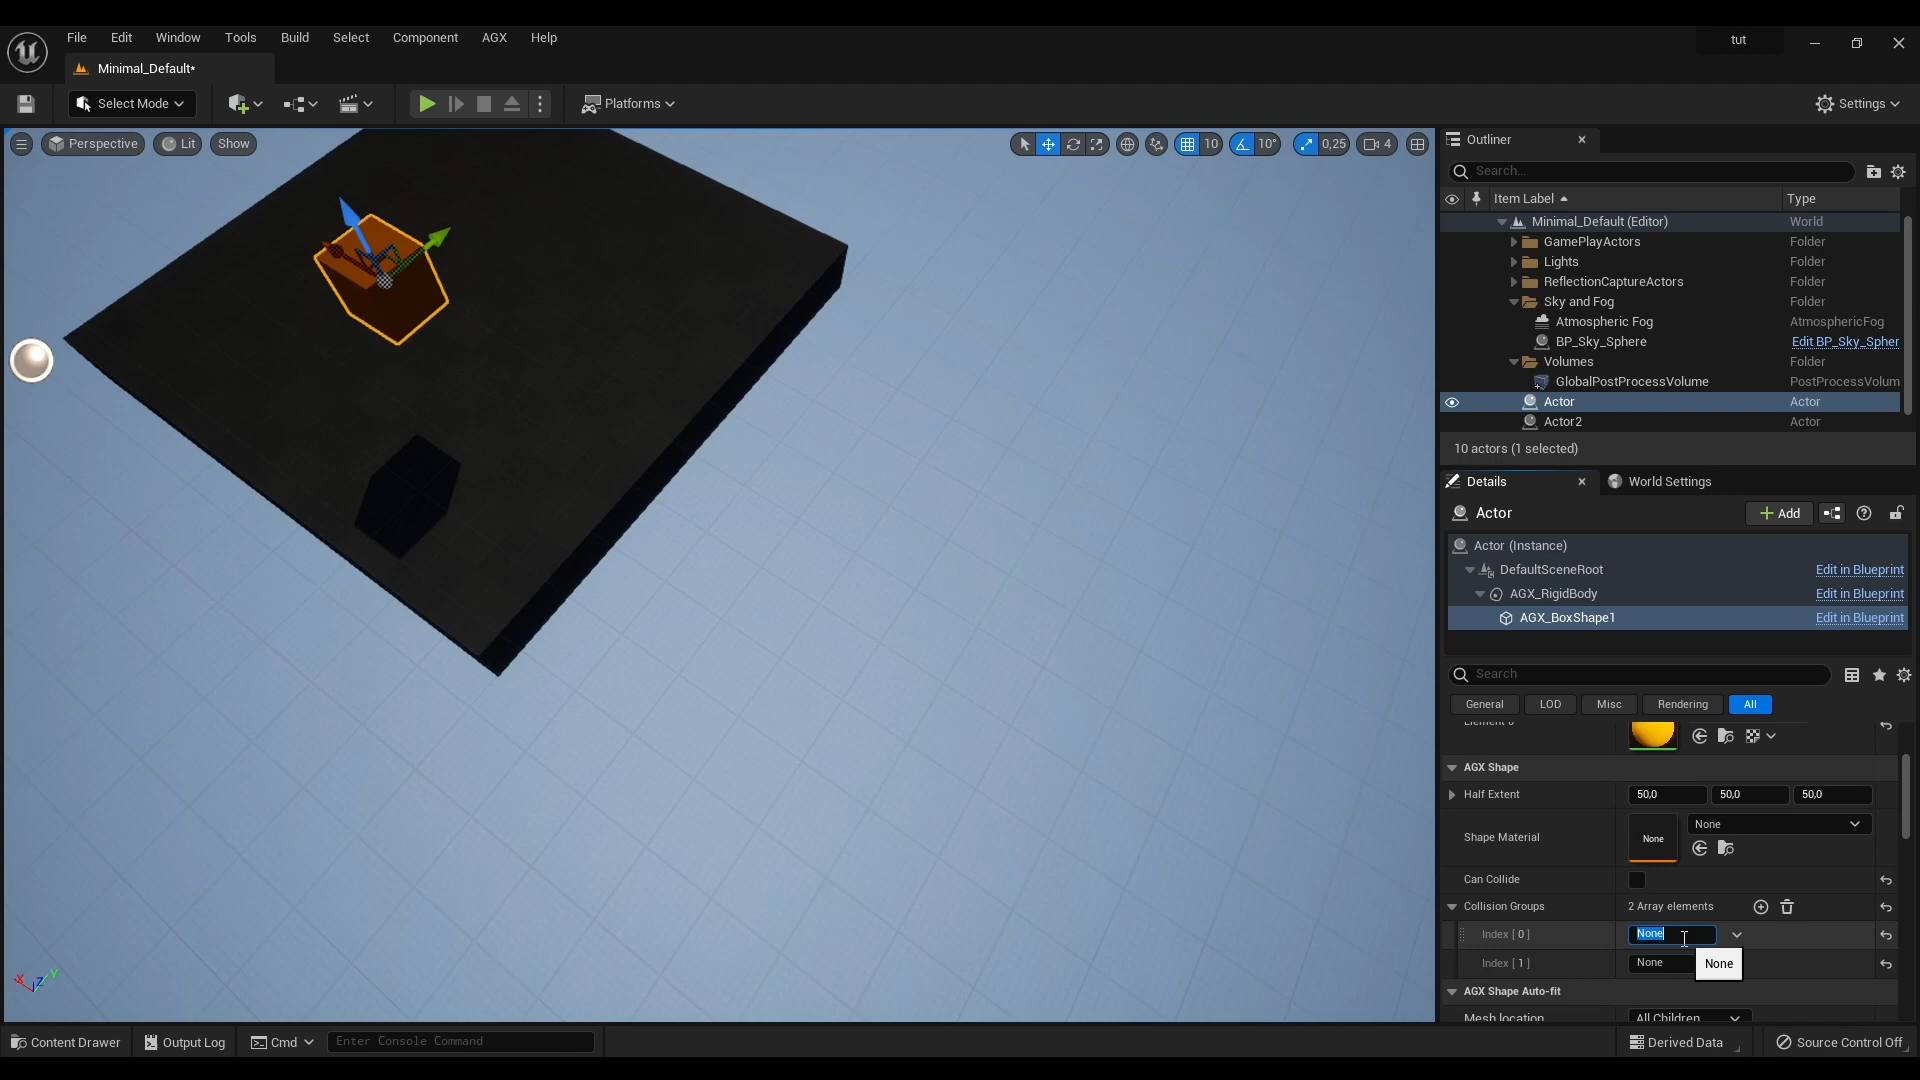 File Edit Window Tools Build Select Component AGX Help
tut
Minimal_Default*
Select Mode
Platforms
Settings
Perspective Lit Show
10 10° 0,25 4
Outliner
Search...
Item Label Type
Minimal_Default (Editor) World
GamePlayActors Folder
Lights Folder
ReflectionCaptureActors Folder
Sky and Fog Folder
Atmospheric Fog AtmosphericFog
BP_Sky_Sphere Edit BP_Sky_Spher
Volumes Folder
GlobalPostProcessVolume PostProcessVolum
Actor Actor
Actor2 Actor
10 actors (1 selected)
Details World Settings
Actor
Add
Actor (Instance)
DefaultSceneRoot Edit in Blueprint
AGX_RigidBody Edit in Blueprint
AGX_BoxShape1 Edit in Blueprint
Search
General LOD Misc Rendering All
AGX Shape
Half Extent 50,0 50,0 50,0
Shape Material None None
Can Collide
Collision Groups 2 Array elements
Index [ 0 ] None
Index [ 1 ] None
None
AGX Shape Auto-fit
Mesh location All Children
X Z Y
Content Drawer Output Log Cmd Enter Console Command
Derived Data Source Control Off